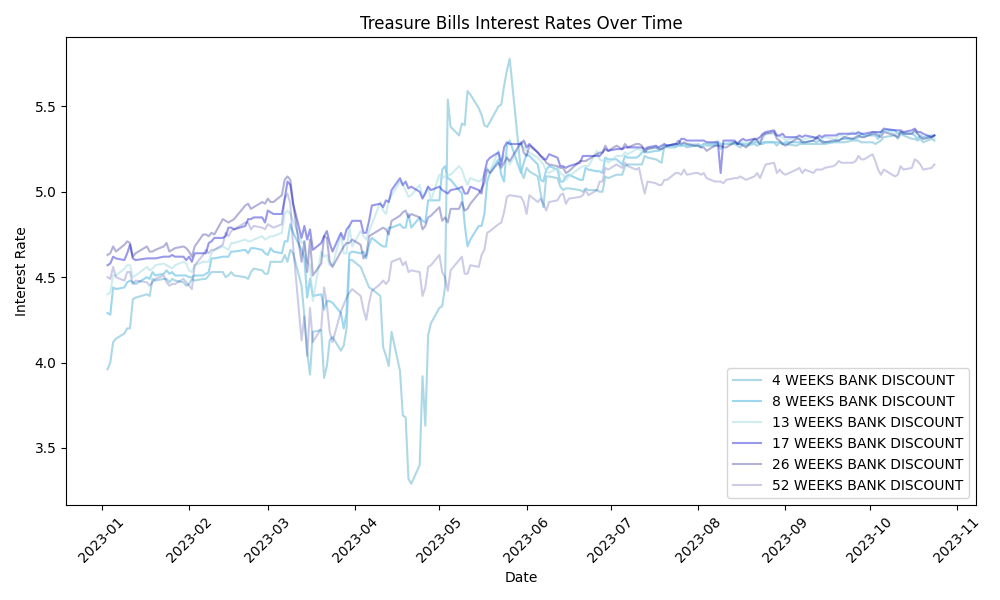 Treasure Bills Interest Rates Over Time
Interest Rate
5.5
5.0
4.5
4.0
3.5
4 WEEKS BANK DISCOUNT
8 WEEKS BANK DISCOUNT
13 WEEKS BANK DISCOUNT
17 WEEKS BANK DISCOUNT
26 WEEKS BANK DISCOUNT
52 WEEKS BANK DISCOUNT
2023-01
2023-02
2023-03
2023-04
2023-05
2023-06
2023-07
2023-08
2023-09
2023-10
2023-11
Date